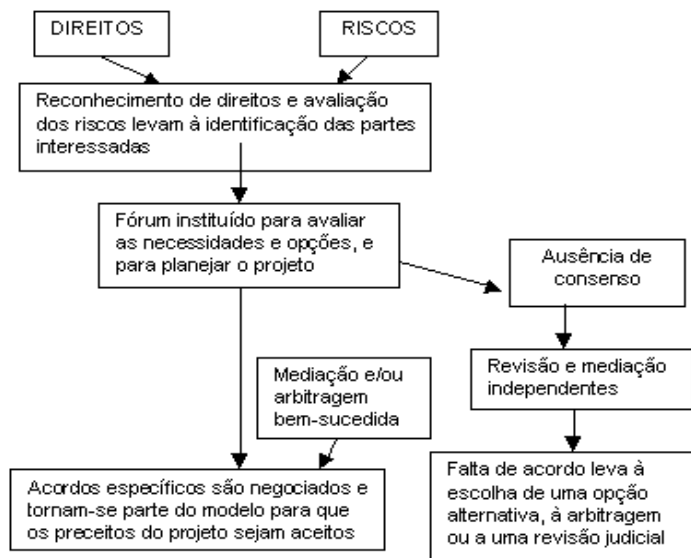 DIREITOS
RISCOS
Reconhecimento de direitos e avaliação
dos riscos levam à identificação das partes
interessadas
Fórum instituído para avaliar
as necessidades e opções, e
para planejar o projeto
Ausência de
consenso
Mediação e/ou
arbitragem
bem-sucedida
Revisão e mediação
independentes
Acordos específicos são negociados e
tornam-se parte do modelo para que
os preceitos do projeto sejam aceitos
Falta de acordo leva à
escolha de uma opção
alternativa, à arbitragem
ou a uma revisão judicial